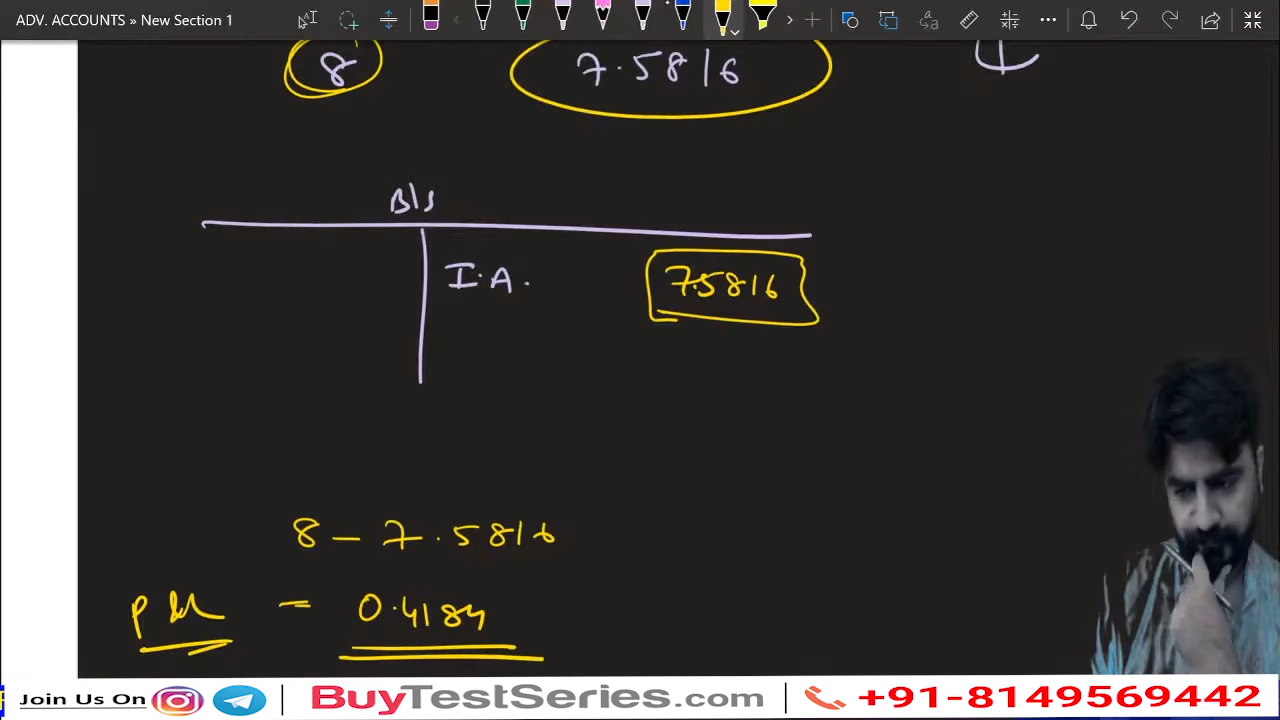 ADV. ACCOUNTS » New Section 1
8 7.5816
B/S
I.A. 7.5816
8 - 7.5816
= 0.4184
Join Us On BuyTestSeries.com +91-8149569442